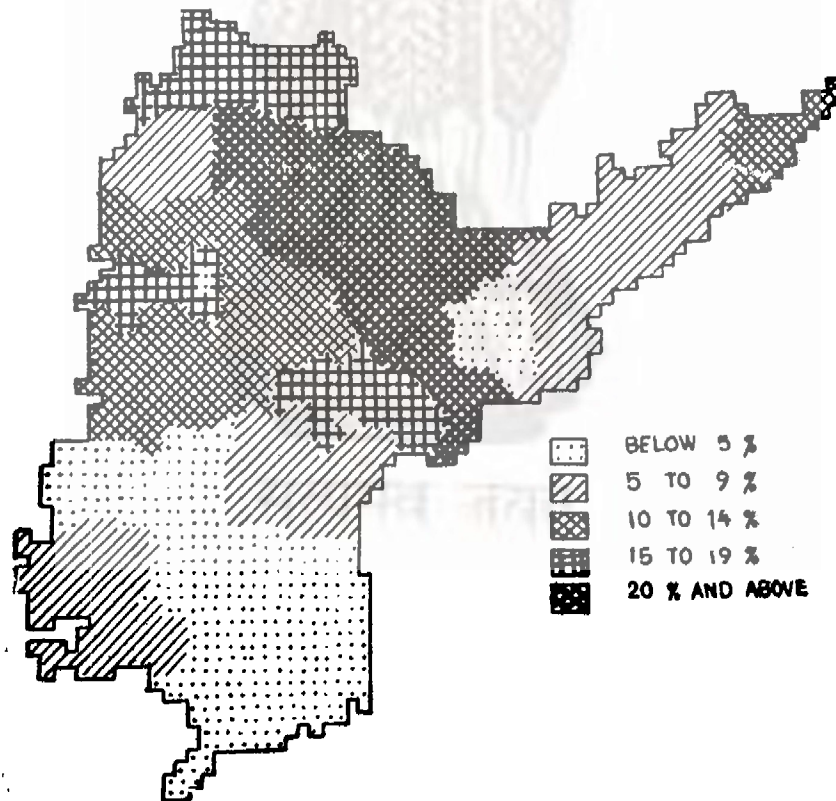 BELOW 5 %
5 TO 9 %
10 TO 14 %
15 TO 19 %
20 % AND ABOVE